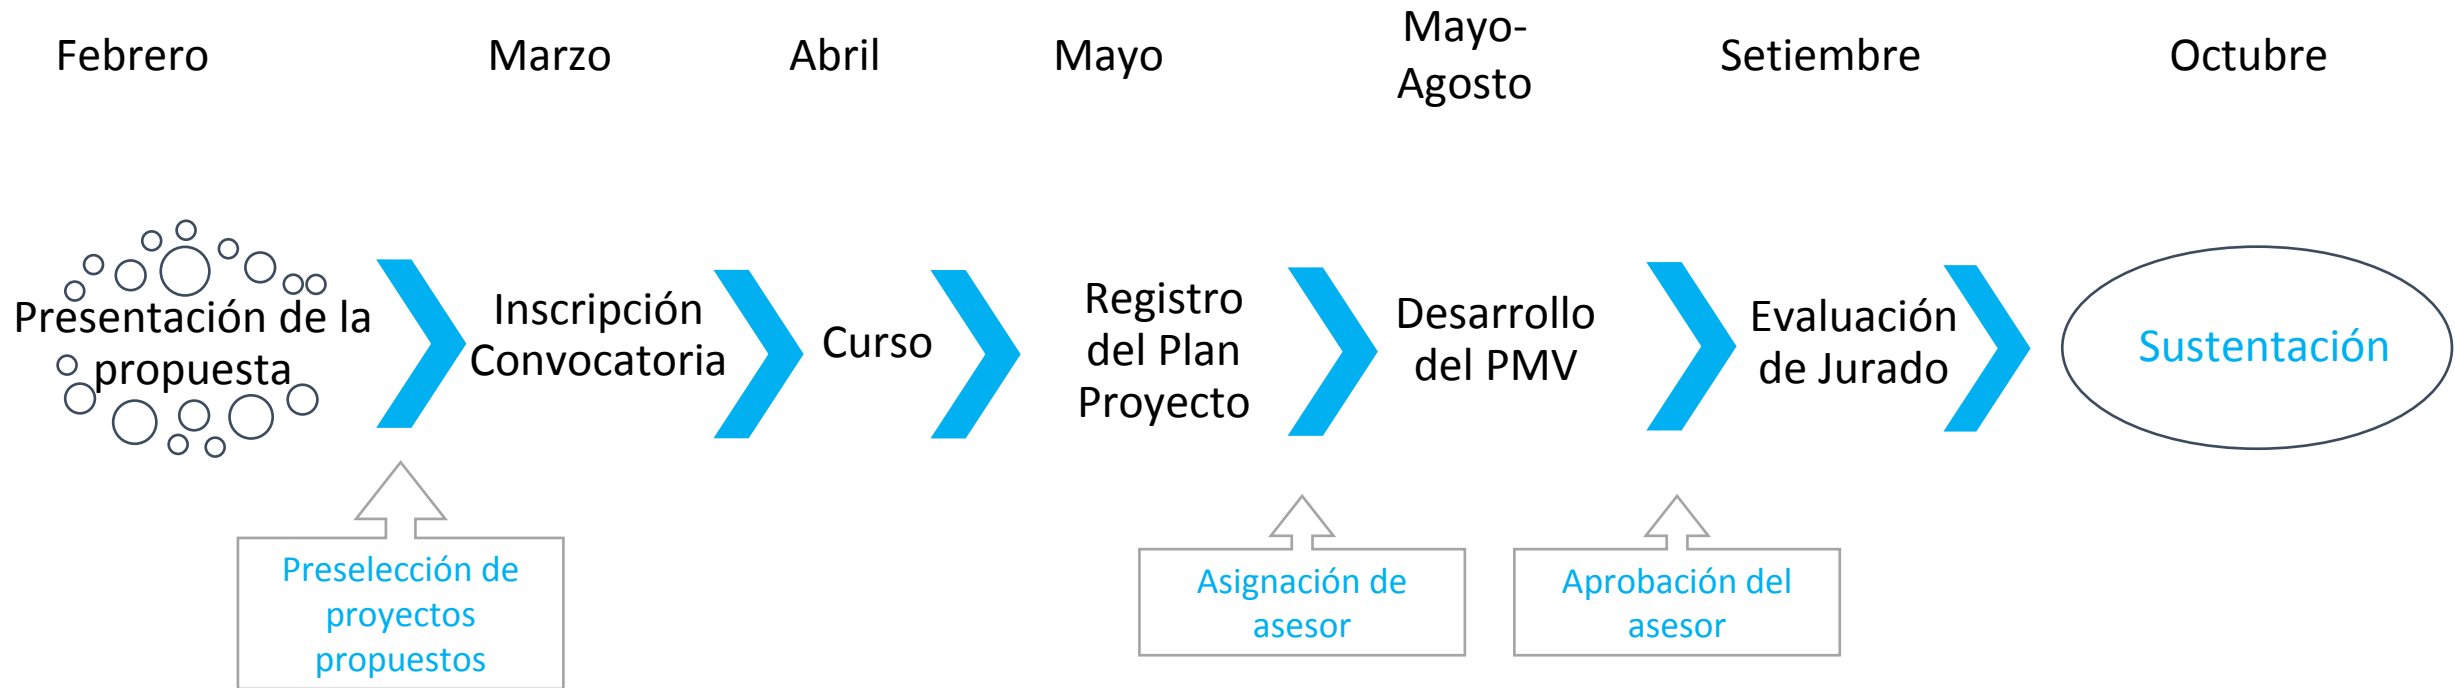 Febrero
Marzo
Abril
Mayo
Mayo-
Agosto
Setiembre
Octubre
Presentación de la
propuesta
Inscripción
Convocatoria
Curso
Registro
del Plan
Proyecto
Desarrollo
del PMV
Evaluación
de Jurado
Sustentación
Preselección de
proyectos
propuestos
Asignación de
asesor
Aprobación del
asesor